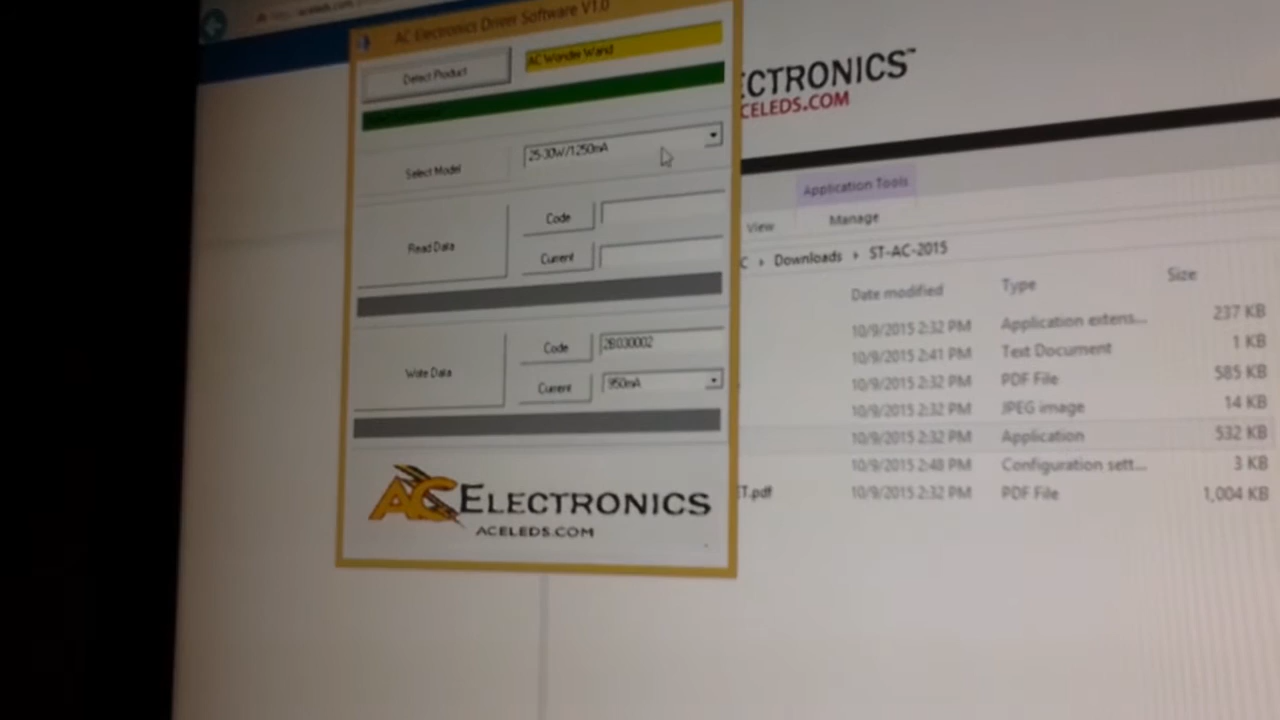 AC Electronics Driver Software V1.0
Detect Product
AC Wonder Wand
Select Model
25-30W/1250mA
Read Data
Code
Current
Write Data
Code
2B030002
Current
950mA
AC ELECTRONICS
ACELEDS.COM
ECTRONICS™
CELEDS.COM
Application Tools
View
Manage
C › Downloads › ST-AC-2015
Date modified Type Size
10/9/2015 2:32 PM Application extens... 237 KB
10/9/2015 2:41 PM Text Document 1 KB
10/9/2015 2:32 PM PDF File 585 KB
10/9/2015 2:32 PM JPEG image 14 KB
10/9/2015 2:32 PM Application 532 KB
10/9/2015 2:48 PM Configuration sett... 3 KB
ET.pdf 10/9/2015 2:32 PM PDF File 1,004 KB